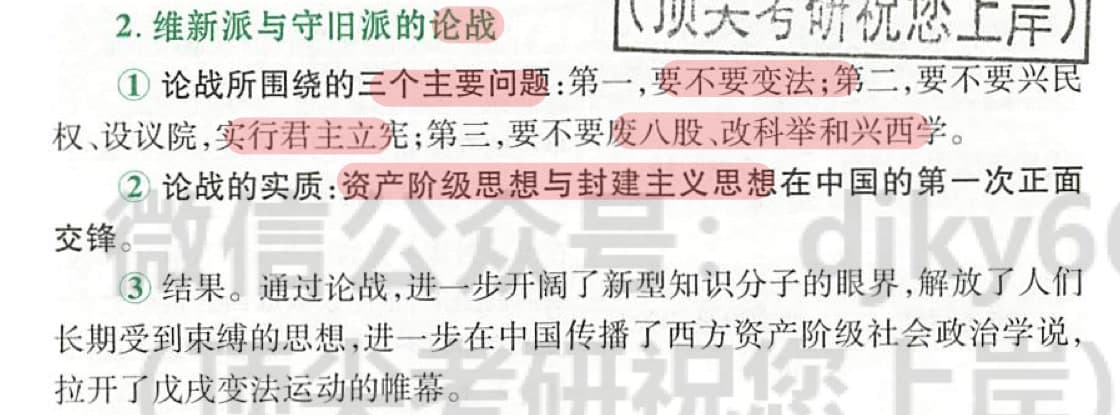 2. 维新派与守旧派的论战
(顶尖考研祝您上岸)
① 论战所围绕的三个主要问题:第一,要不要变法;第二,要不要兴民
权、设议院,实行君主立宪;第三,要不要废八股、改科举和兴西学。
② 论战的实质:资产阶级思想与封建主义思想在中国的第一次正面
交锋。
微信公众号: djky66
③ 结果。通过论战,进一步开阔了新型知识分子的眼界,解放了人们
长期受到束缚的思想,进一步在中国传播了西方资产阶级社会政治学说,
拉开了戊戌变法运动的帷幕。
(顶尖考研祝您上岸)